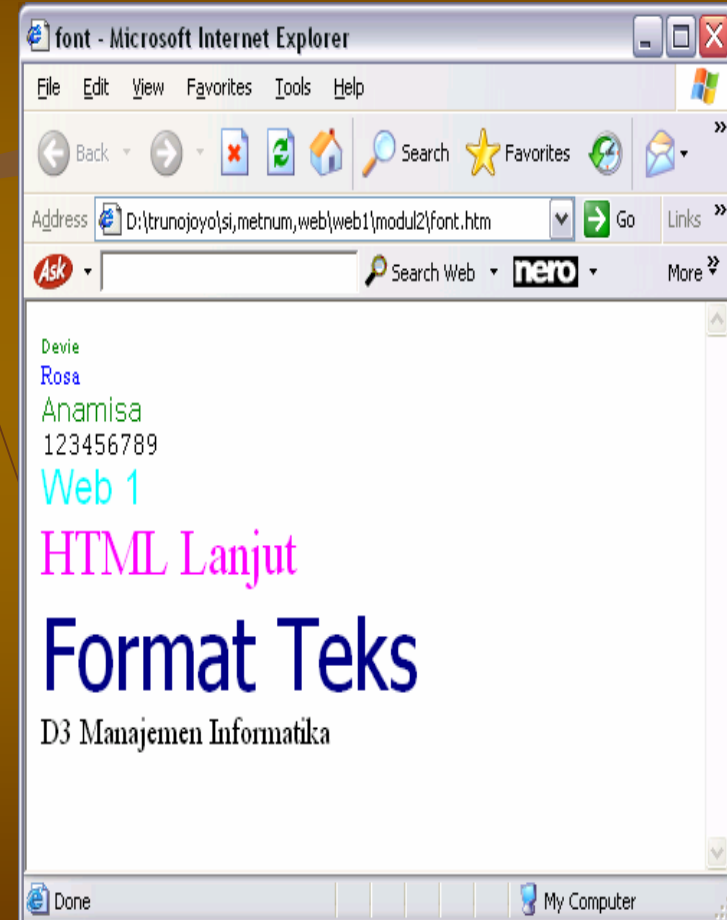 font - Microsoft Internet Explorer
File Edit View Favorites Tools Help
Back Search Favorites »
Address D:\trunojoyo\si,metnum,web\web1\modul2\font.htm Go Links »
Ask Search Web nero More »
Devie
Rosa
Anamisa
123456789
Web 1
HTML Lanjut
Format Teks
D3 Manajemen Informatika
Done My Computer